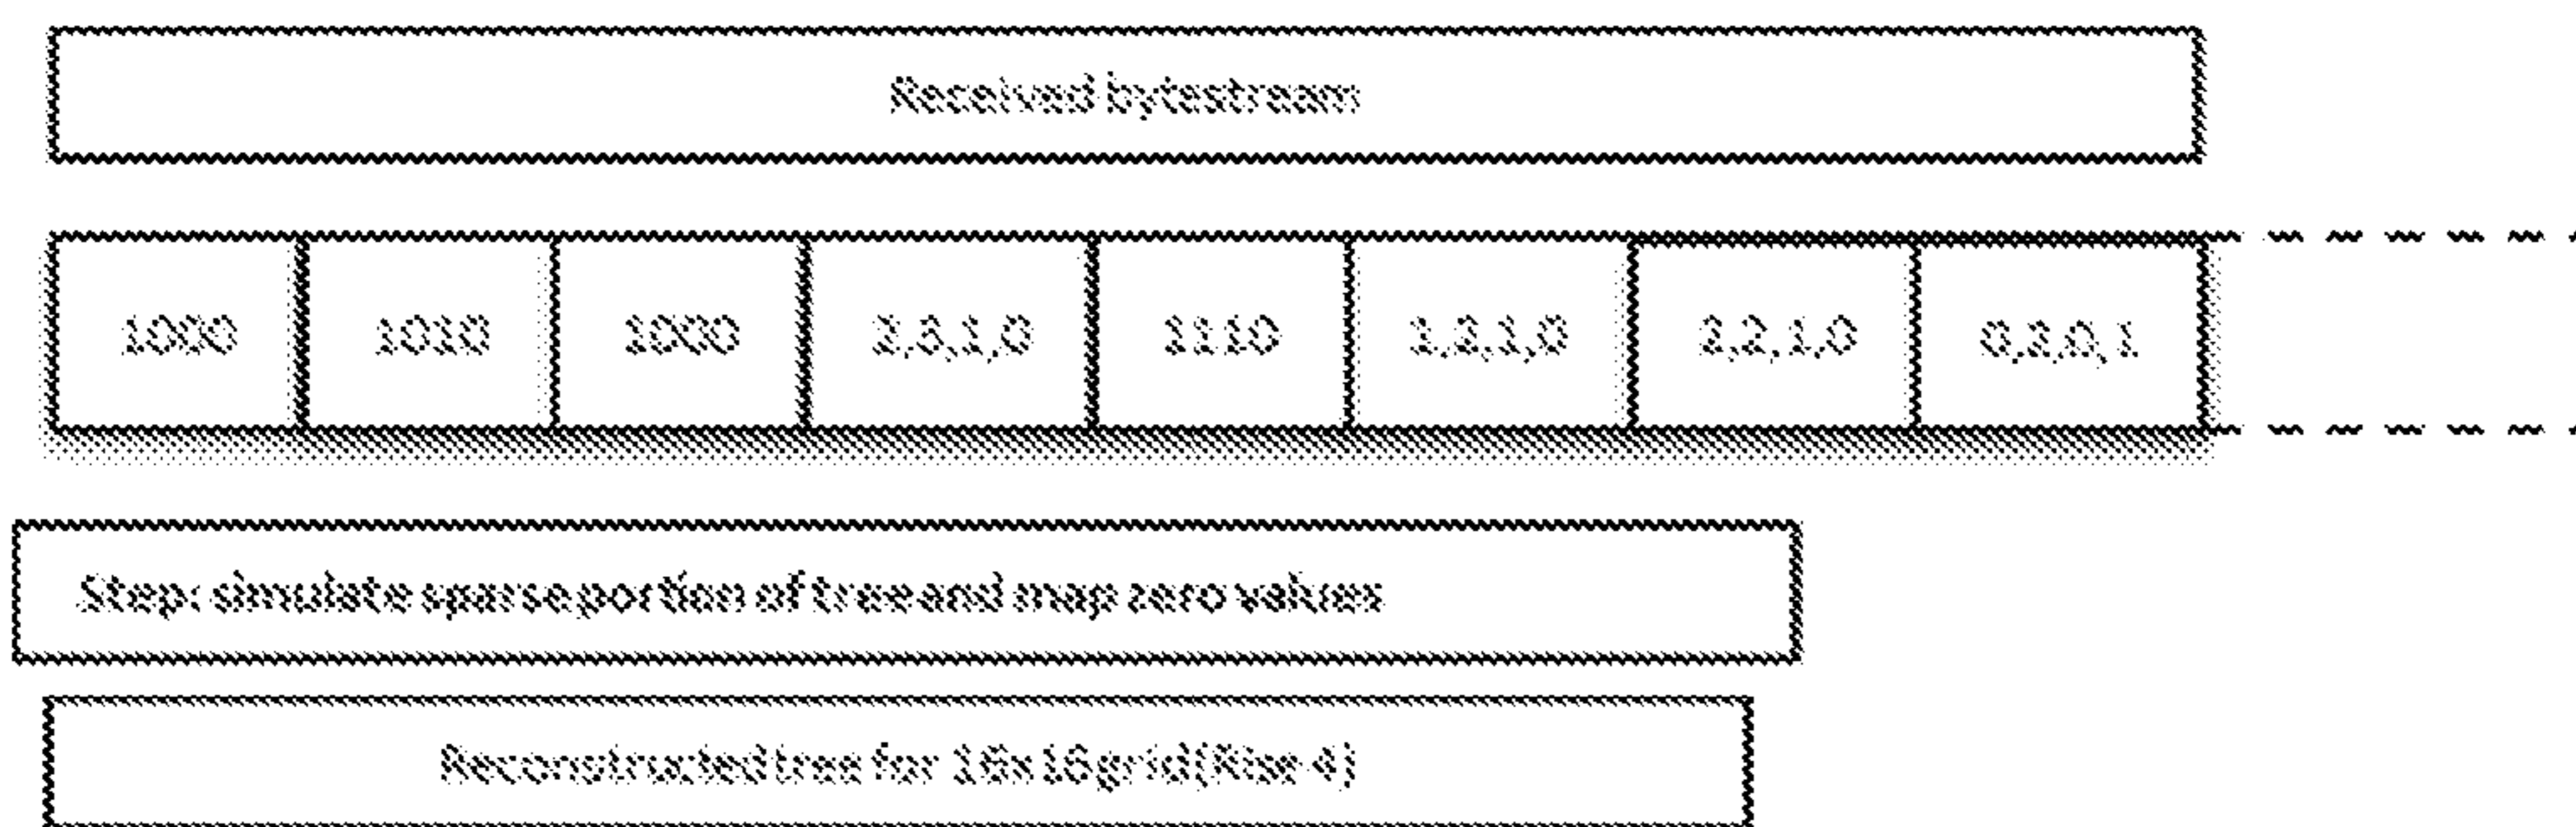 Received bytestream
1000 1010 1000 2,3,1,0 1110 1,2,1,0 2,2,1,0 0,2,0,1
Step: simulate sparse portion of tree and map zero values
Reconstructed tree for 16x16 grid (Rise 4)